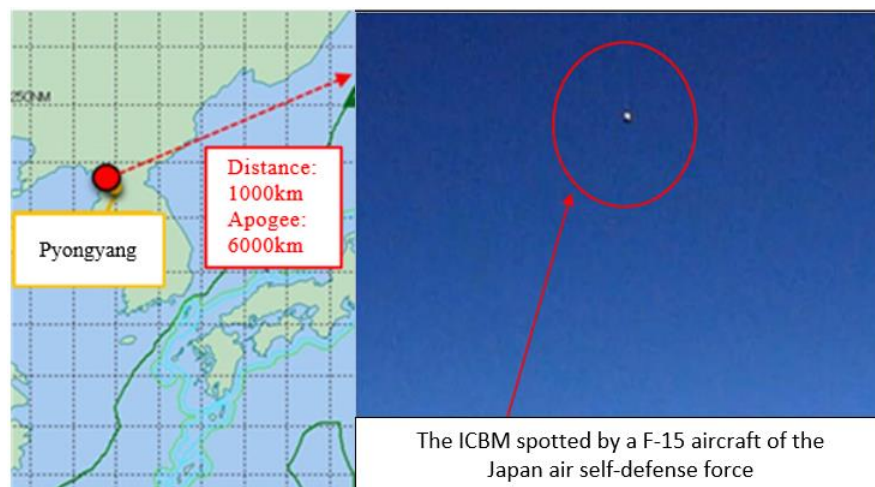 250NM
Distance:
1000km
Apogee:
6000km
Pyongyang
The ICBM spotted by a F-15 aircraft of the
Japan air self-defense force